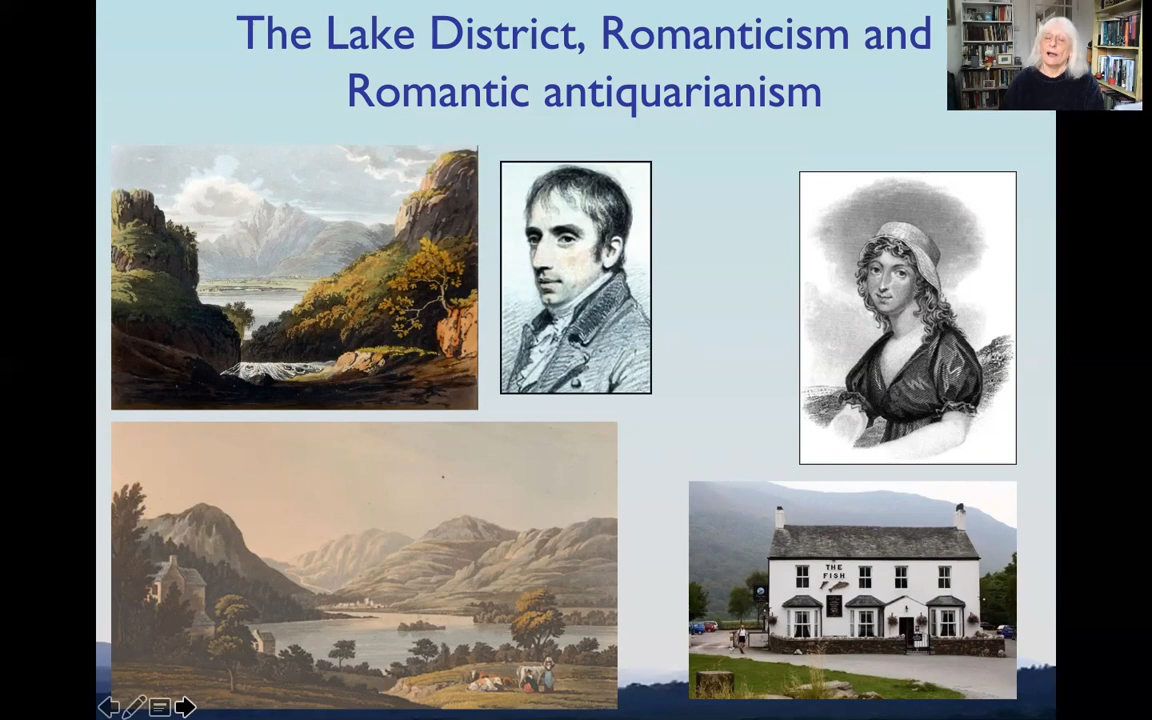 The Lake District, Romanticism and
Romantic antiquarianism
THE
FISH